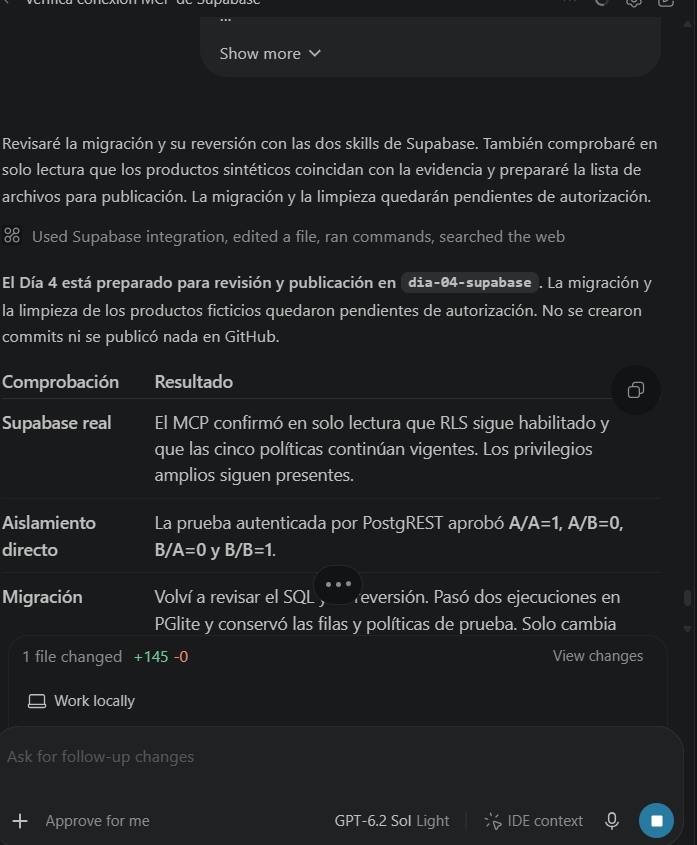 Verifica conexión MCP de Supabase
...
Show more
Revisaré la migración y su reversión con las dos skills de Supabase. También comprobaré en
solo lectura que los productos sintéticos coincidan con la evidencia y prepararé la lista de
archivos para publicación. La migración y la limpieza quedarán pendientes de autorización.
Used Supabase integration, edited a file, ran commands, searched the web
El Día 4 está preparado para revisión y publicación en dia-04-supabase. La migración y
la limpieza de los productos ficticios quedaron pendientes de autorización. No se crearon
commits ni se publicó nada en GitHub.
Comprobación Resultado
Supabase real El MCP confirmó en solo lectura que RLS sigue habilitado y
que las cinco políticas continúan vigentes. Los privilegios
amplios siguen presentes.
Aislamiento La prueba autenticada por PostgREST aprobó A/A=1, A/B=0,
directo B/A=0 y B/B=1.
Migración Volví a revisar el SQL y reversión. Pasó dos ejecuciones en
PGlite y conservó las filas y políticas de prueba. Solo cambia
1 file changed +145 -0 View changes
Work locally
Ask for follow-up changes
Approve for me GPT-6.2 Sol Light IDE context